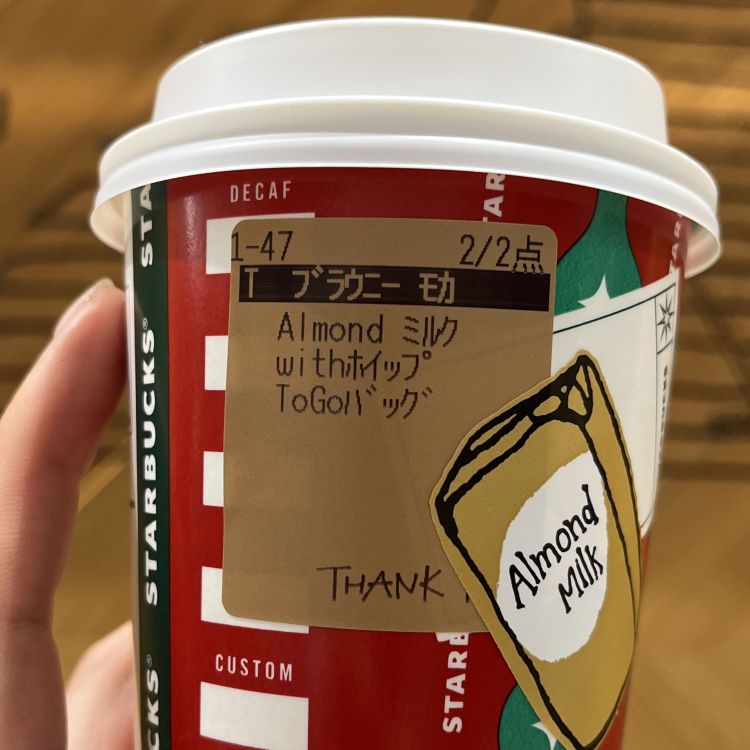 DECAF
1-47 2/2点
T ブラウニー モカ
Almond ミルク
withホイップ
ToGoバッグ
THANK
Almond
Milk
CUSTOM
STARBUCKS®
STARBUCKS